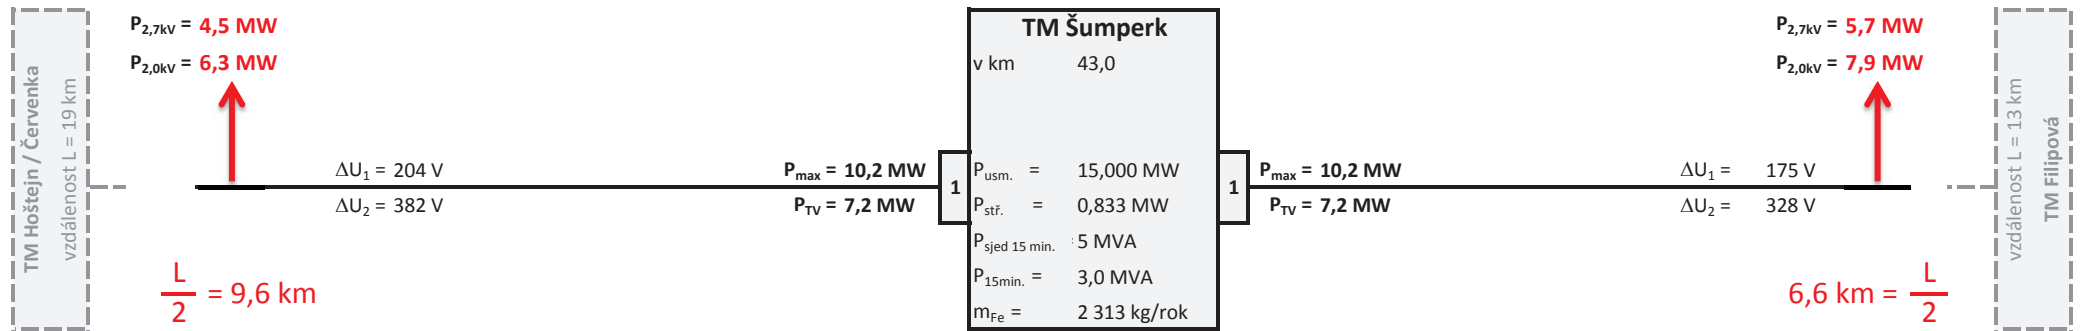 TM Hoštejn / Červenka
vzdálenost L = 19 km
P2,7kV = 4,5 MW
P2,0kV = 6,3 MW
ΔU1 = 204 V
ΔU2 = 382 V
L
2
= 9,6 km
Pmax = 10,2 MW
PTV = 7,2 MW
1
TM Šumperk
v km 43,0
Pusm. = 15,000 MW
Pstř. = 0,833 MW
Psjed 15 min. : 5 MVA
P15min. = 3,0 MVA
mFe = 2 313 kg/rok
1
Pmax = 10,2 MW
PTV = 7,2 MW
ΔU1 = 175 V
ΔU2 = 328 V
P2,7kV = 5,7 MW
P2,0kV = 7,9 MW
6,6 km =
L
2
vzdálenost L = 13 km
TM Filipová